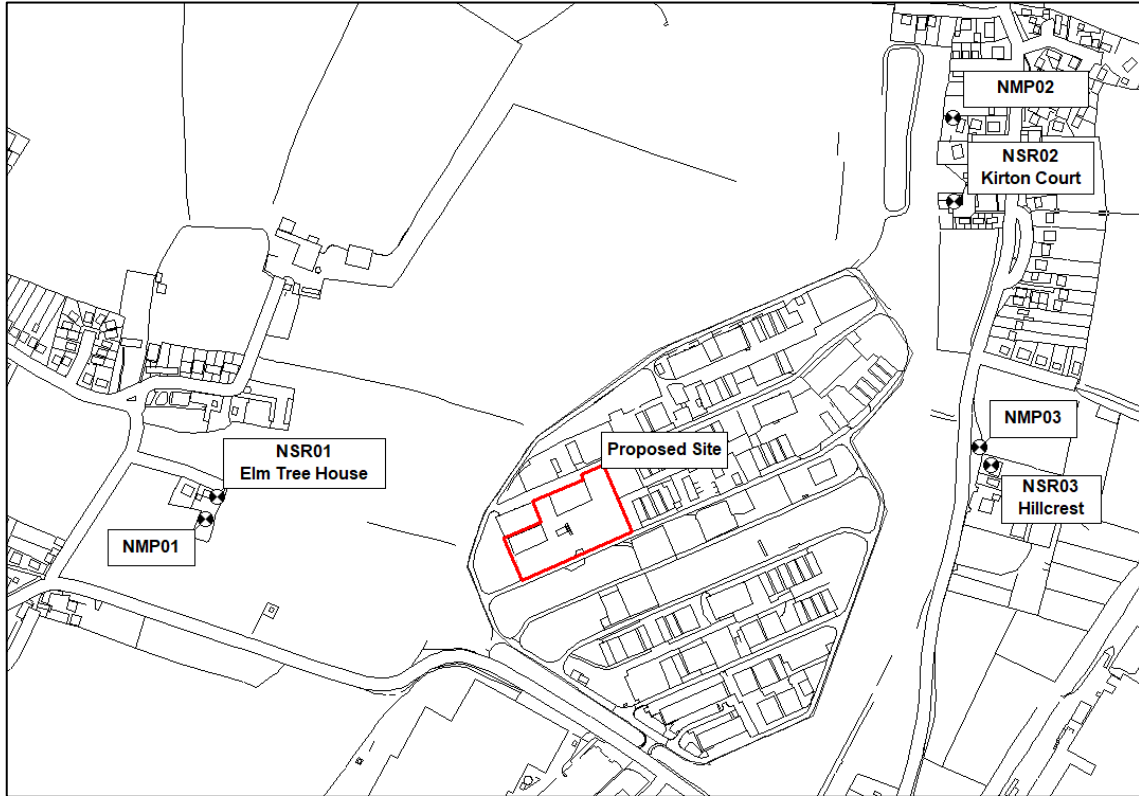 NMP02
NSR02
Kirton Court
NMP03
NSR03
Hillcrest
Proposed Site
NSR01
Elm Tree House
NMP01